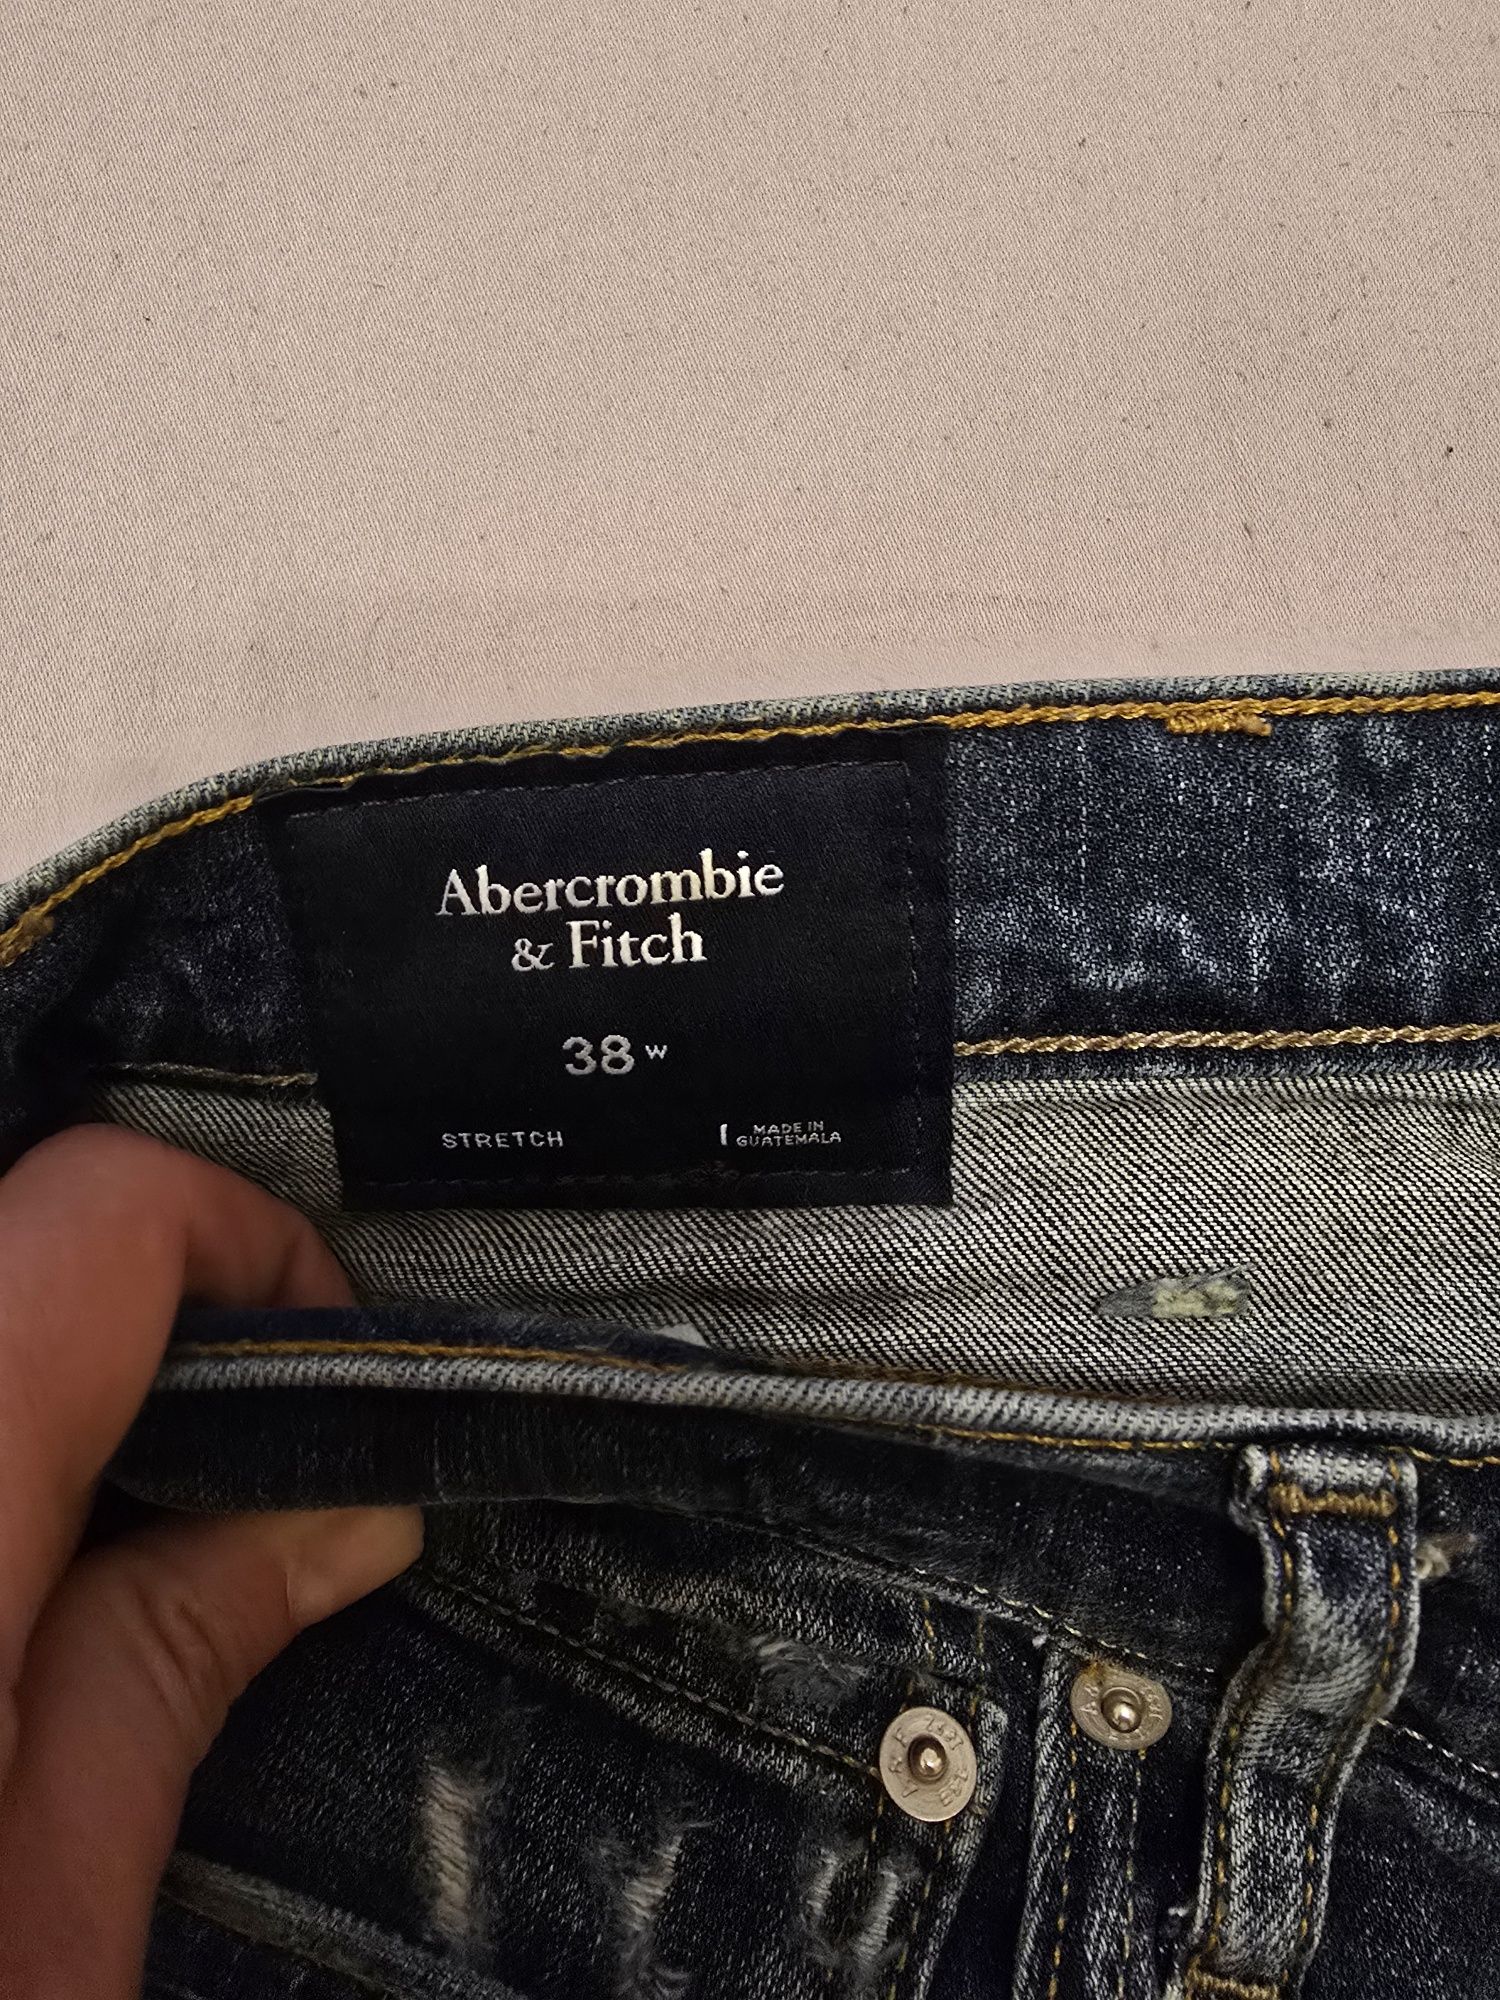 Abercrombie
& Fitch
38 W
STRETCH
MADE IN
GUATEMALA